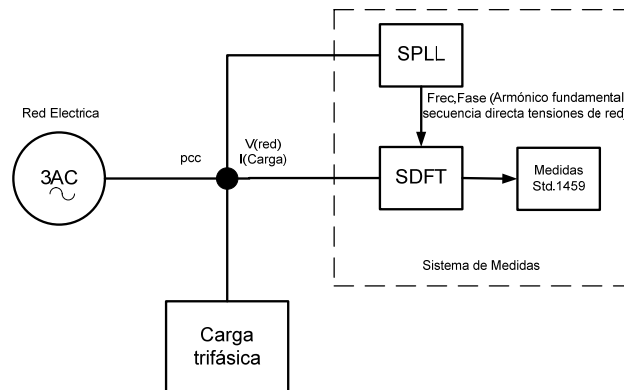 SPLL
Frec,Fase (Armónico fundamental
secuencia directa tensiones de red)
Red Electrica
3AC
pcc
V(red)
I(Carga)
SDFT
Medidas
Std.1459
Sistema de Medidas
Carga
trifásica